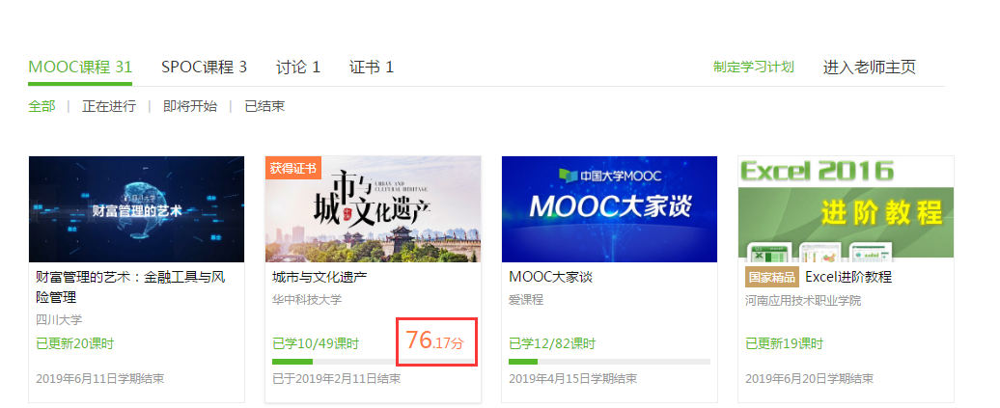 MOOC课程 31 SPOC课程 3 讨论 1 证书 1 制定学习计划 进入老师主页
全部 | 正在进行 | 即将开始 | 已结束
四川大学
财富管理的艺术
基金
基金
财富管理的艺术：金融工具与风
险管理
四川大学
已更新20课时
2019年6月11日学期结束
获得证书
城市与文化遗产
URBAN AND
CULTURAL HERITAGE
城市与文化遗产
华中科技大学
已学10/49课时 76.17分
已于2019年2月11日结束
中国大学MOOC
MOOC大家谈
MOOC大家谈
爱课程
已学12/82课时
2019年4月15日学期结束
Excel 2016
进阶教程
国家精品 Excel进阶教程
河南应用技术职业学院
已更新19课时
2019年6月20日学期结束